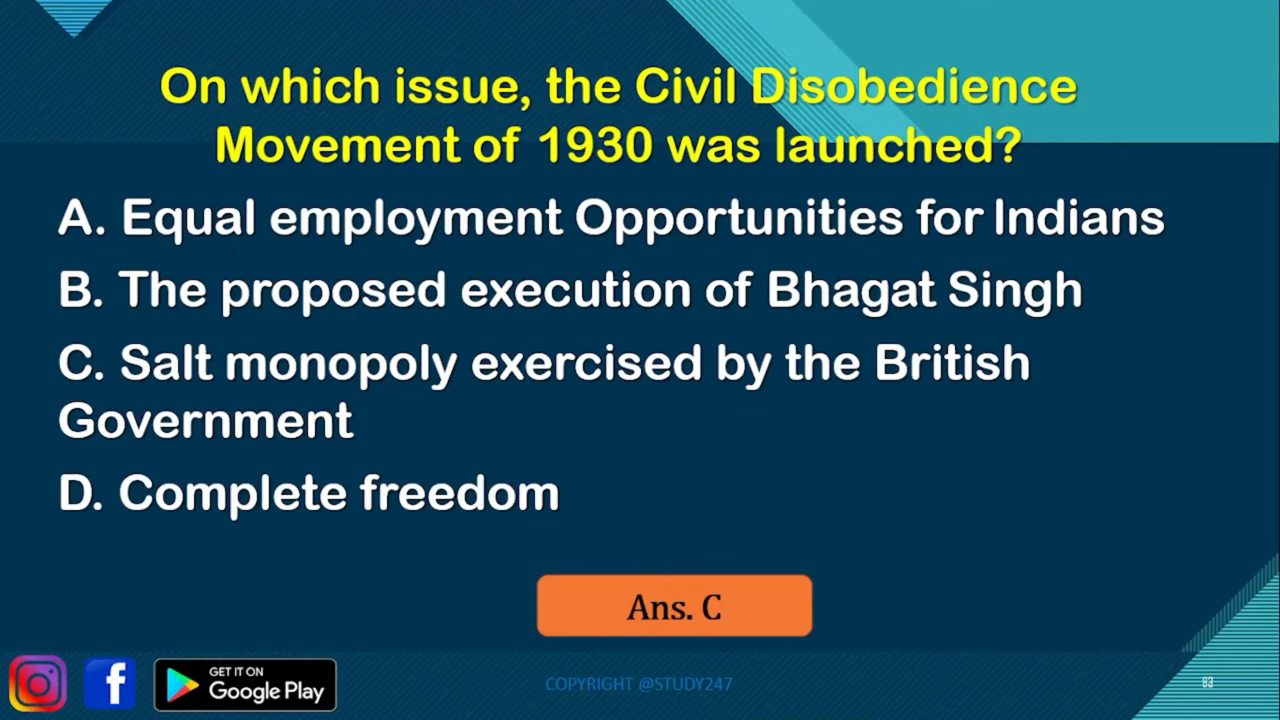 On which issue, the Civil Disobedience
Movement of 1930 was launched?
A. Equal employment Opportunities for Indians
B. The proposed execution of Bhagat Singh
C. Salt monopoly exercised by the British
Government
D. Complete freedom
Ans. C
GET IT ON
Google Play
COPYRIGHT @STUDY247
83